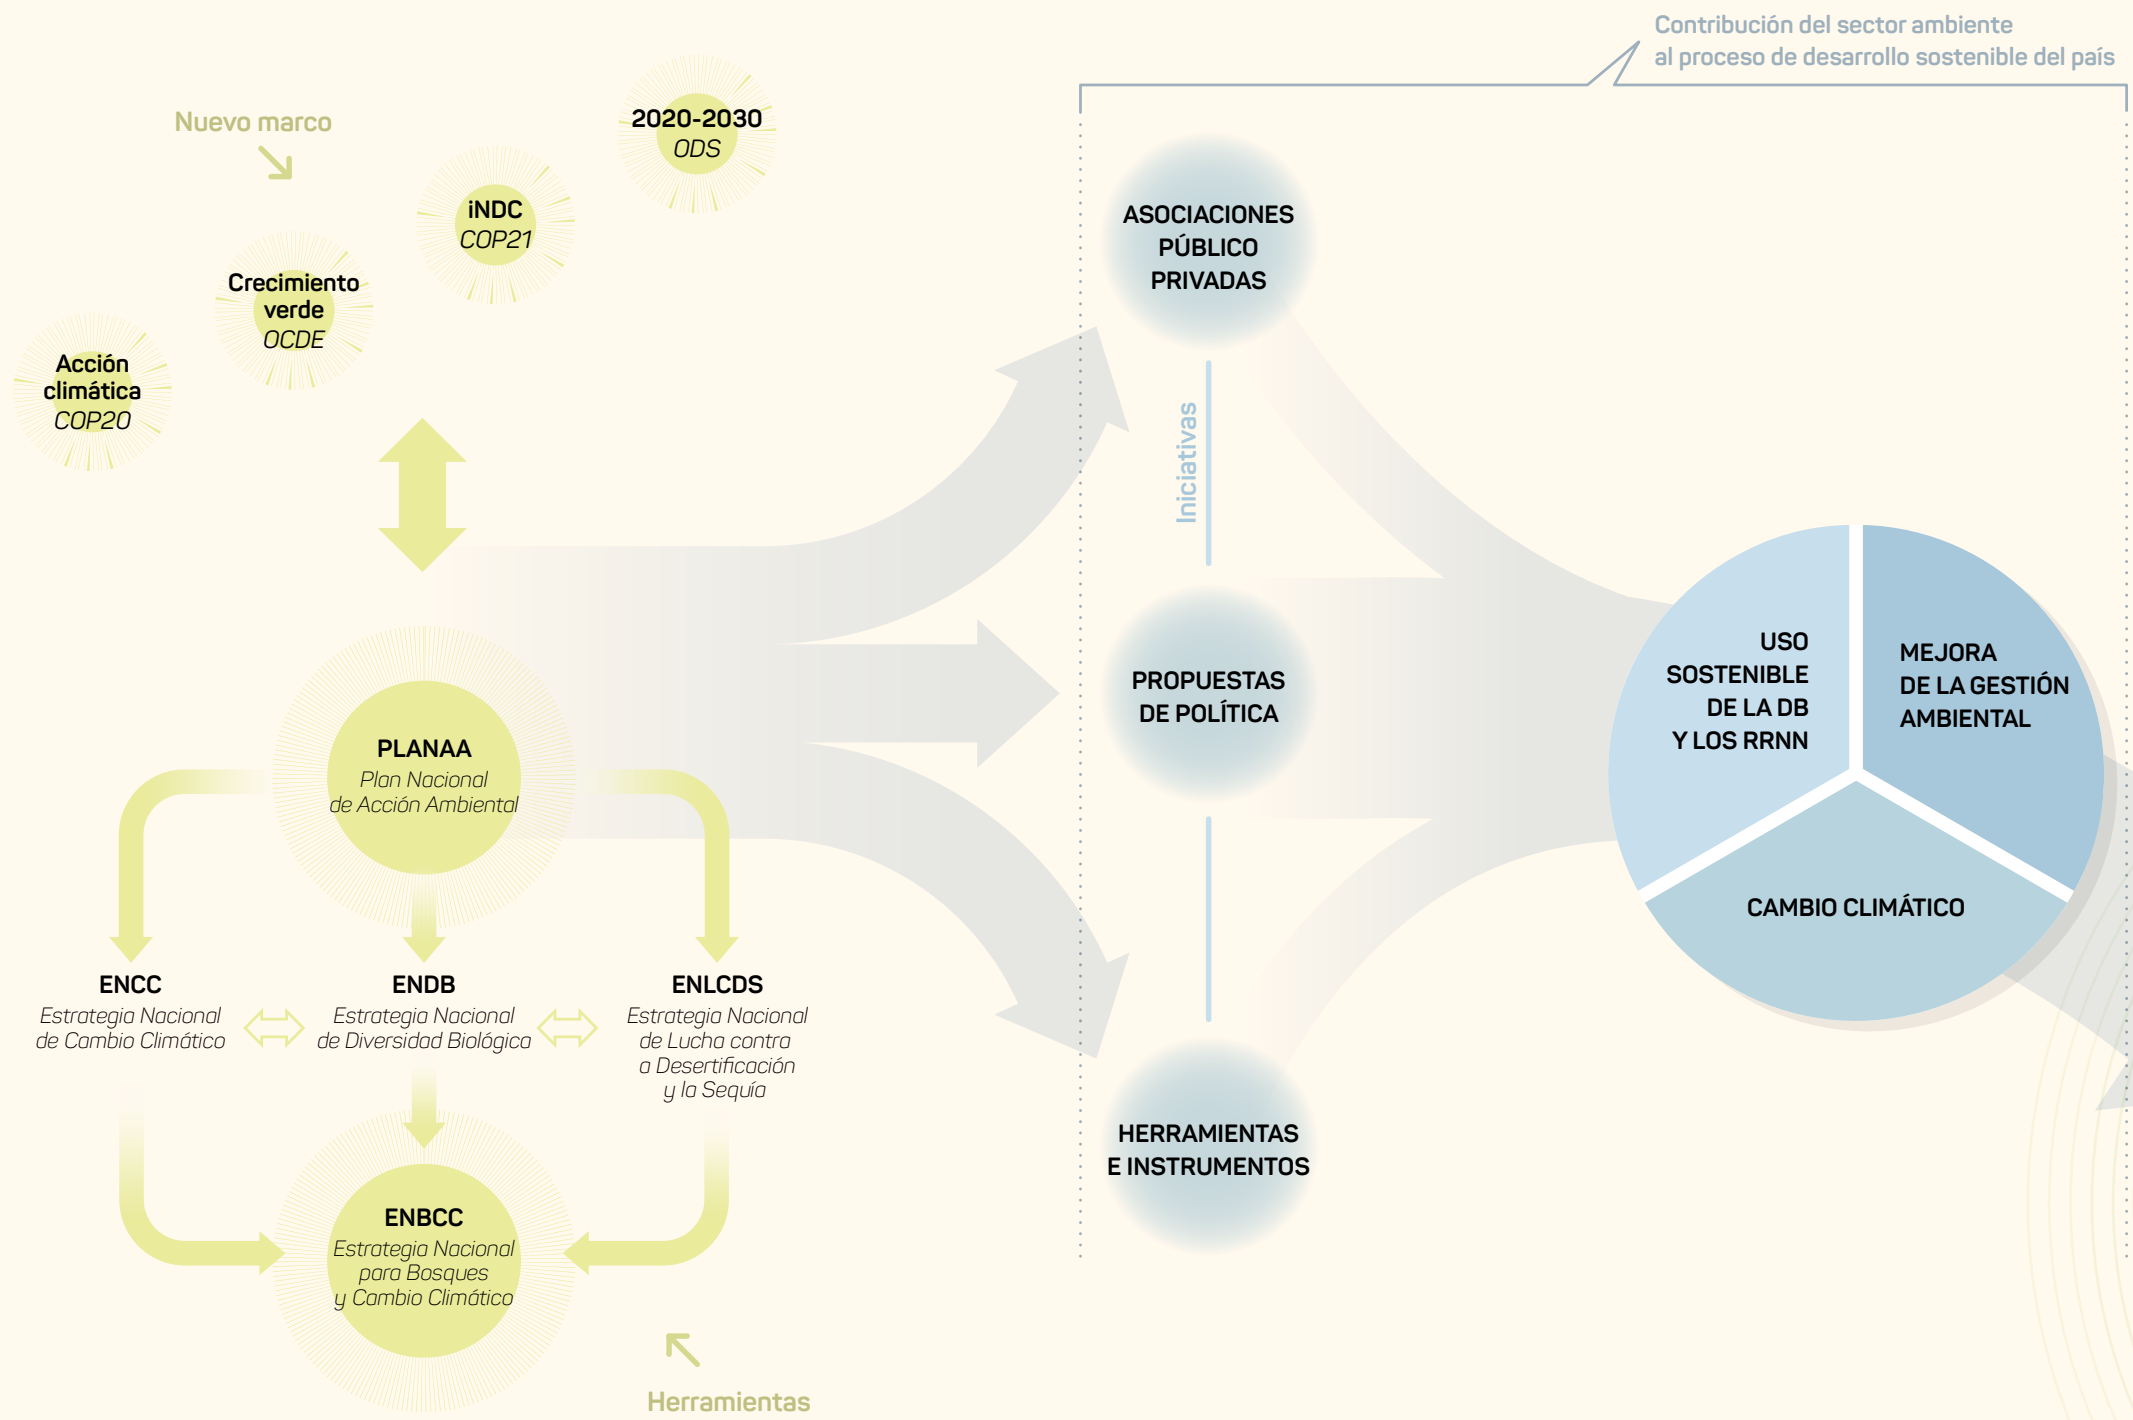 Contribución del sector ambiente
al proceso de desarrollo sostenible del país
Nuevo marco
2020-2030
ODS
iNDC
COP21
Crecimiento
verde
OCDE
Acción
climática
COP20
PLANAA
Plan Nacional
de Acción Ambiental
ENCC
Estrategia Nacional
de Cambio Climático
ENDB
Estrategia Nacional
de Diversidad Biológica
ENLCDS
Estrategia Nacional
de Lucha contra
a Desertificación
y la Sequía
ENBCC
Estrategia Nacional
para Bosques
y Cambio Climático
Herramientas
ASOCIACIONES
PÚBLICO
PRIVADAS
Iniciativas
PROPUESTAS
DE POLÍTICA
HERRAMIENTAS
E INSTRUMENTOS
USO
SOSTENIBLE
DE LA DB
Y LOS RRNN
MEJORA
DE LA GESTIÓN
AMBIENTAL
CAMBIO CLIMÁTICO